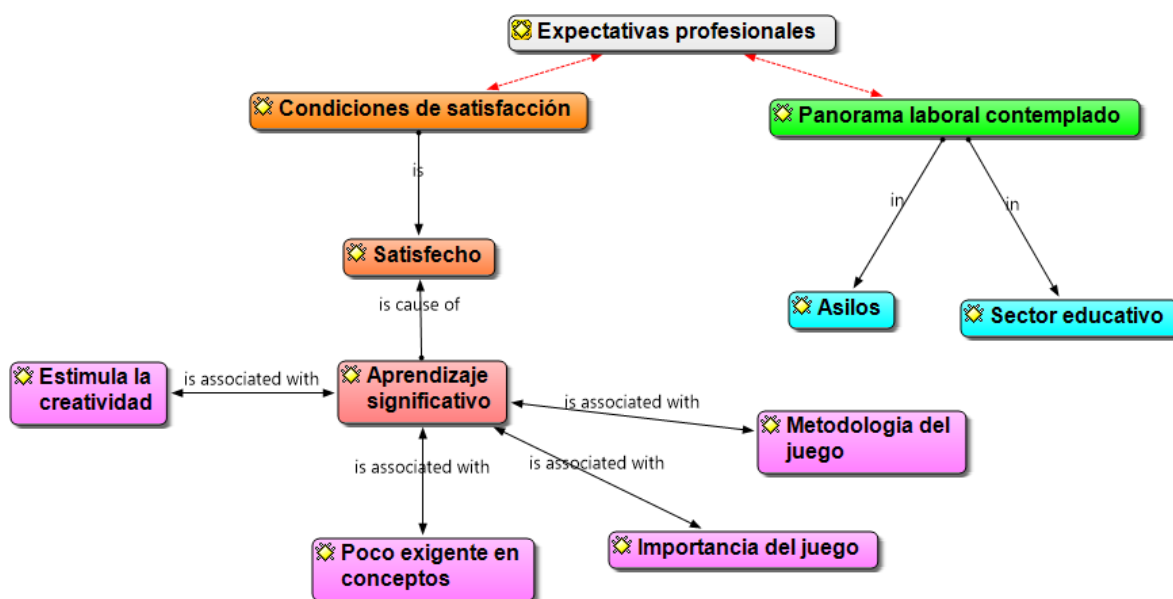 Expectativas profesionales
Condiciones de satisfacción
Panorama laboral contemplado
is
in
in
Satisfecho
is cause of
Asilos
Sector educativo
Estimula la
creatividad
is associated with
Aprendizaje
significativo
is associated with
Metodologia del
juego
is associated with
is associated with
Poco exigente en
conceptos
Importancia del juego